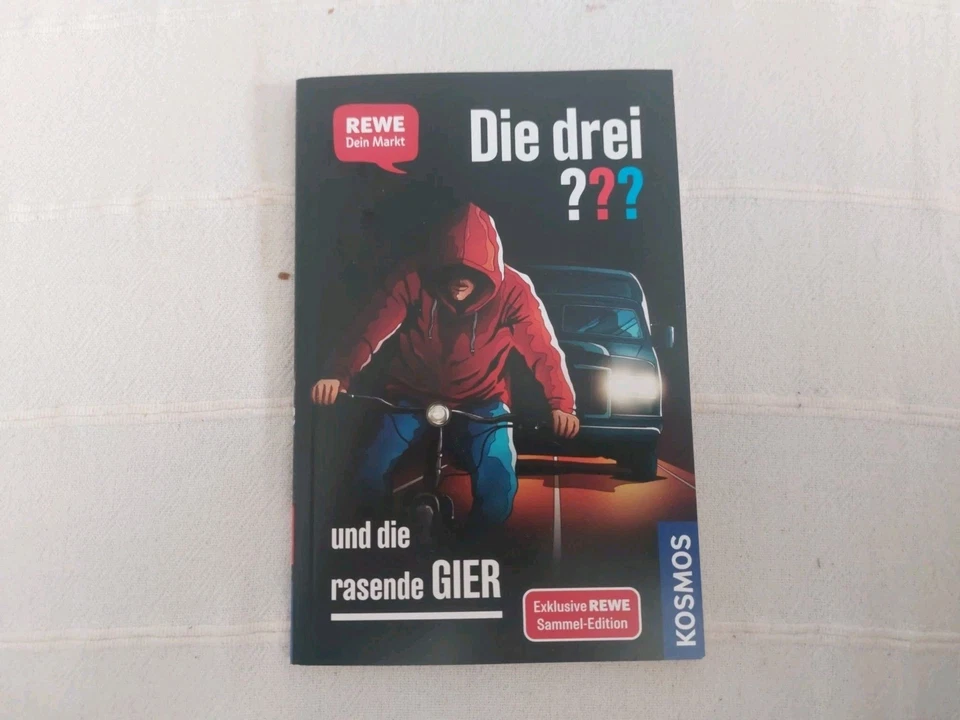 REWE
Dein Markt
Die drei
???
und die
rasende GIER
Exklusive REWE
Sammel-Edition
KOSMOS